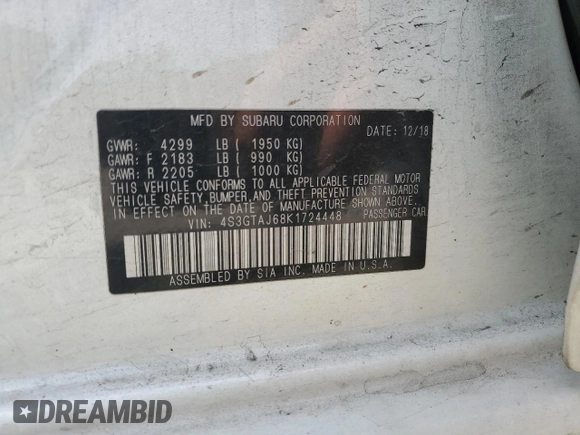 MFD BY SUBARU CORPORATION
DATE: 12/18
GVWR: 4299 LB ( 1950 KG)
GAWR: F 2183 LB ( 990 KG)
GAWR: R 2205 LB ( 1000 KG)
THIS VEHICLE CONFORMS TO ALL APPLICABLE FEDERAL MOTOR
VEHICLE SAFETY,BUMPER,AND THEFT PREVENTION STANDARDS
IN EFFECT ON THE DATE OF MANUFACTURE SHOWN ABOVE.
VIN: 4S3GTAJ68K1724448 PASSENGER CAR
ASSEMBLED BY SIA INC. MADE IN U.S.A.
DREAMBID